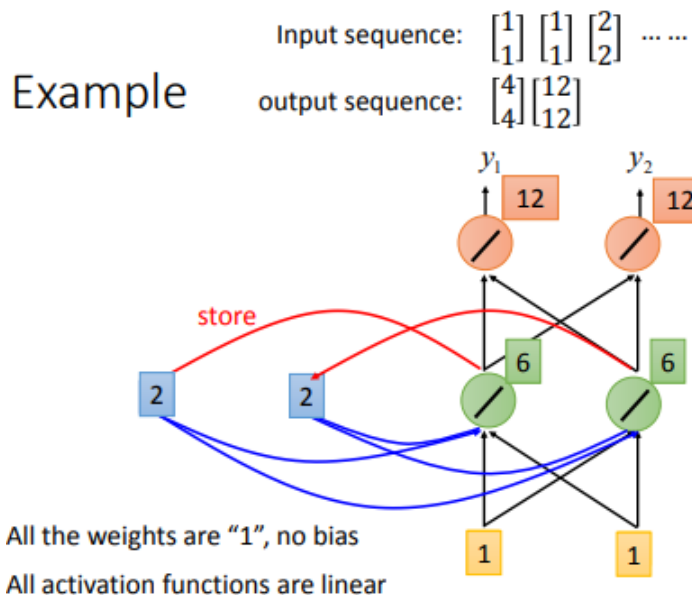 Input sequence: [1 1] [1 1] [2 2] … …
Example
output sequence: [4 4] [12 12]
y₁ y₂
12 12
store
6 6
2 2
All the weights are “1”, no bias
1 1
All activation functions are linear